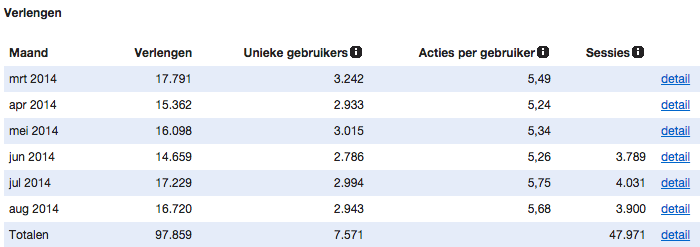 Verlengen
Maand Verlengen Unieke gebruikers i Acties per gebruiker i Sessies i
mrt 2014 17.791 3.242 5,49 detail
apr 2014 15.362 2.933 5,24 detail
mei 2014 16.098 3.015 5,34 detail
jun 2014 14.659 2.786 5,26 3.789 detail
jul 2014 17.229 2.994 5,75 4.031 detail
aug 2014 16.720 2.943 5,68 3.900 detail
Totalen 97.859 7.571 47.971 detail